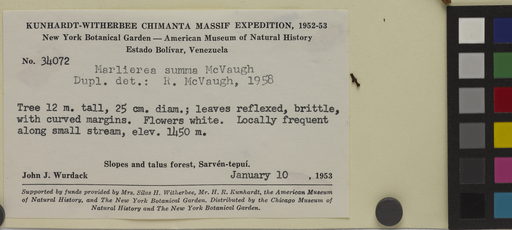 KUNHARDT-WITHERBEE CHIMANTA MASSIF EXPEDITION, 1952-53
New York Botanical Garden — American Museum of Natural History
Estado Bolívar, Venezuela
No. 34072
Marlierea summa McVaugh
Dupl. det.: R. McVaugh, 1958
Tree 12 m. tall, 25 cm. diam.; leaves reflexed, brittle,
with curved margins. Flowers white. Locally frequent
along small stream, elev. 1450 m.
Slopes and talus forest, Sarvén-tepuí.
John J. Wurdack January 10 , 1953
Supported by funds provided by Mrs. Silas H. Witherbee, Mr. H. R. Kunhardt, the American Museum
of Natural History, and The New York Botanical Garden. Distributed by the Chicago Museum of
Natural History and The New York Botanical Garden.